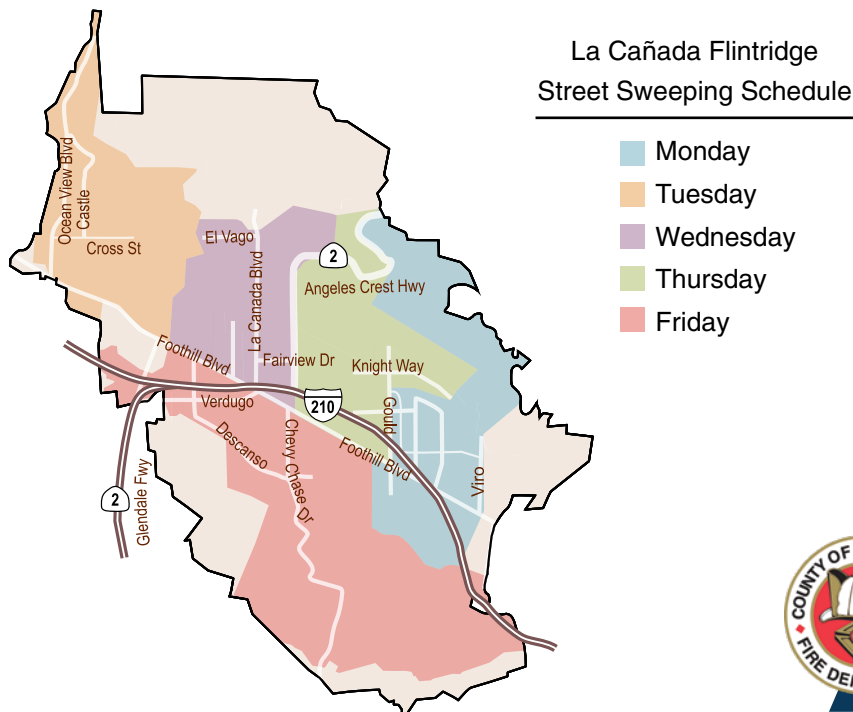 La Cañada Flintridge
Street Sweeping Schedule
Monday
Tuesday
Wednesday
Thursday
Friday
Ocean View Blvd
Castle
Cross St
El Vago
La Canada Blvd
2
Angeles Crest Hwy
Foothill Blvd
Fairview Dr
Knight Way
Verdugo
210
Gould
Descanso
Chevy Chase Dr
Foothill Blvd
Viro
2
Glendale Fwy
COUNTY OF
FIRE